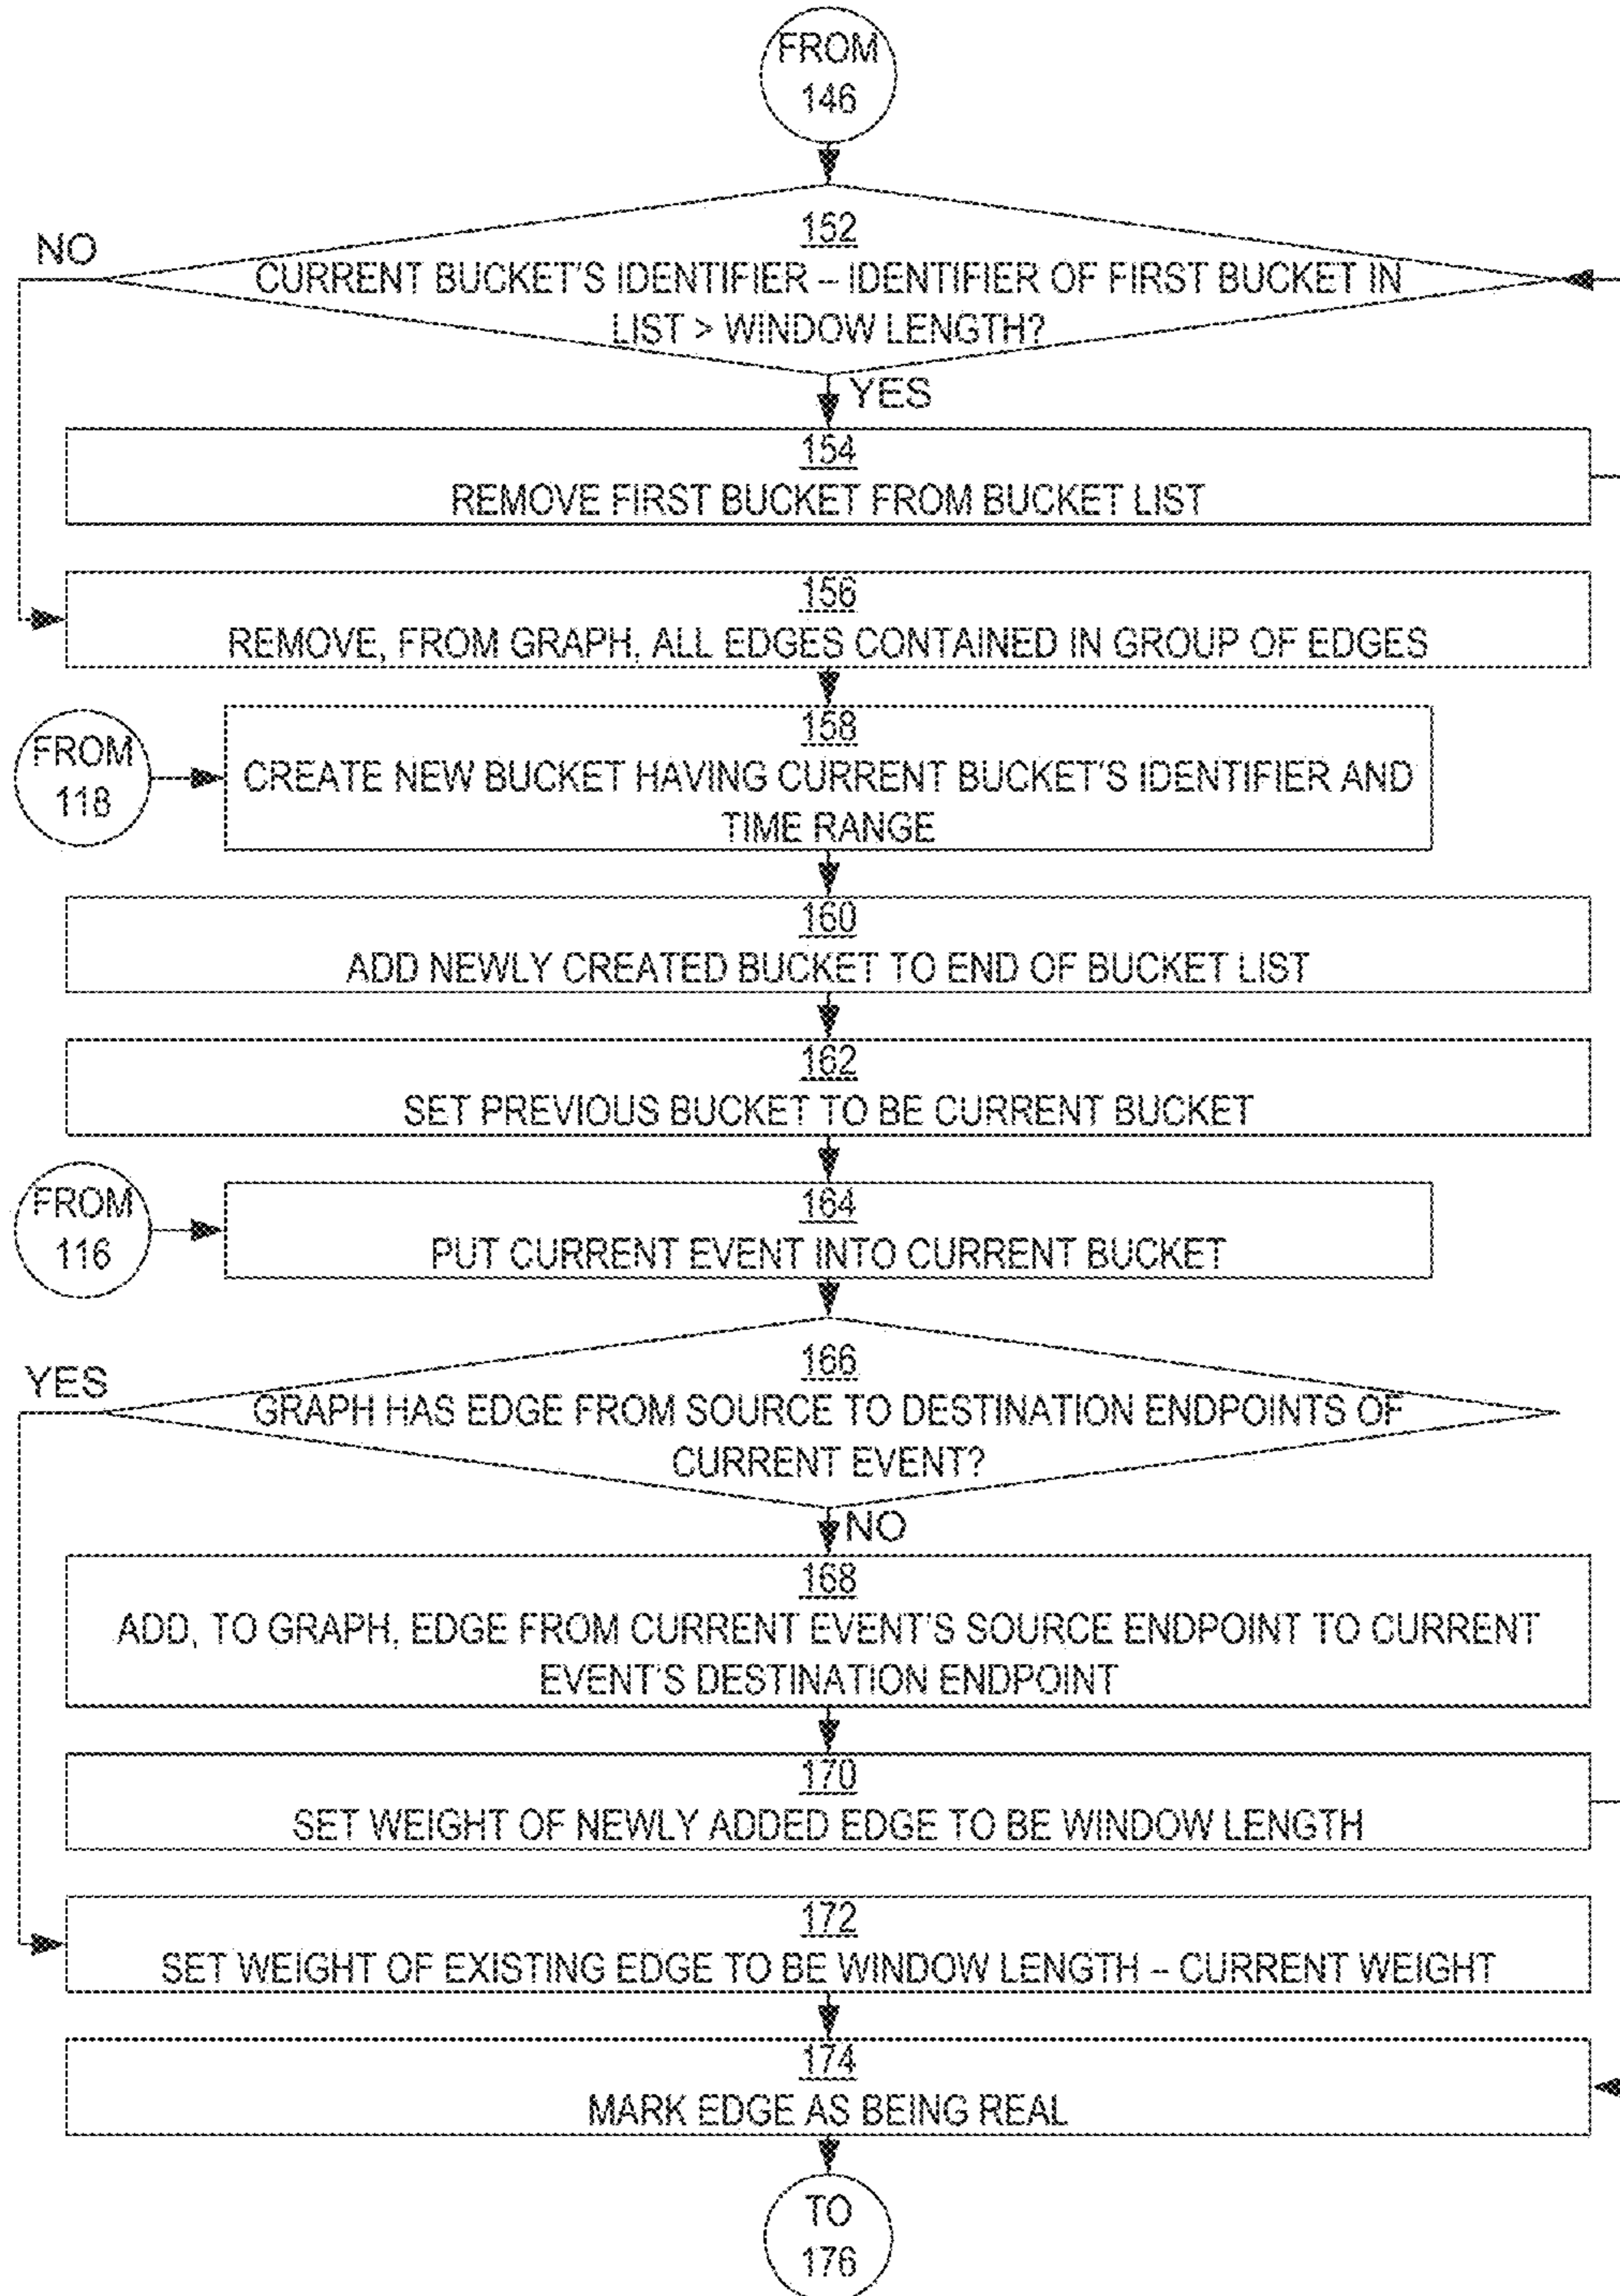 FROM
146
152
NO
CURRENT BUCKET'S IDENTIFIER – IDENTIFIER OF FIRST BUCKET IN
LIST > WINDOW LENGTH?
YES
154
REMOVE FIRST BUCKET FROM BUCKET LIST
156
REMOVE, FROM GRAPH, ALL EDGES CONTAINED IN GROUP OF EDGES
FROM
118
158
CREATE NEW BUCKET HAVING CURRENT BUCKET'S IDENTIFIER AND
TIME RANGE
160
ADD NEWLY CREATED BUCKET TO END OF BUCKET LIST
162
SET PREVIOUS BUCKET TO BE CURRENT BUCKET
FROM
116
164
PUT CURRENT EVENT INTO CURRENT BUCKET
166
YES
GRAPH HAS EDGE FROM SOURCE TO DESTINATION ENDPOINTS OF
CURRENT EVENT?
NO
168
ADD, TO GRAPH, EDGE FROM CURRENT EVENT'S SOURCE ENDPOINT TO CURRENT
EVENT'S DESTINATION ENDPOINT
170
SET WEIGHT OF NEWLY ADDED EDGE TO BE WINDOW LENGTH
172
SET WEIGHT OF EXISTING EDGE TO BE WINDOW LENGTH – CURRENT WEIGHT
174
MARK EDGE AS BEING REAL
TO
176